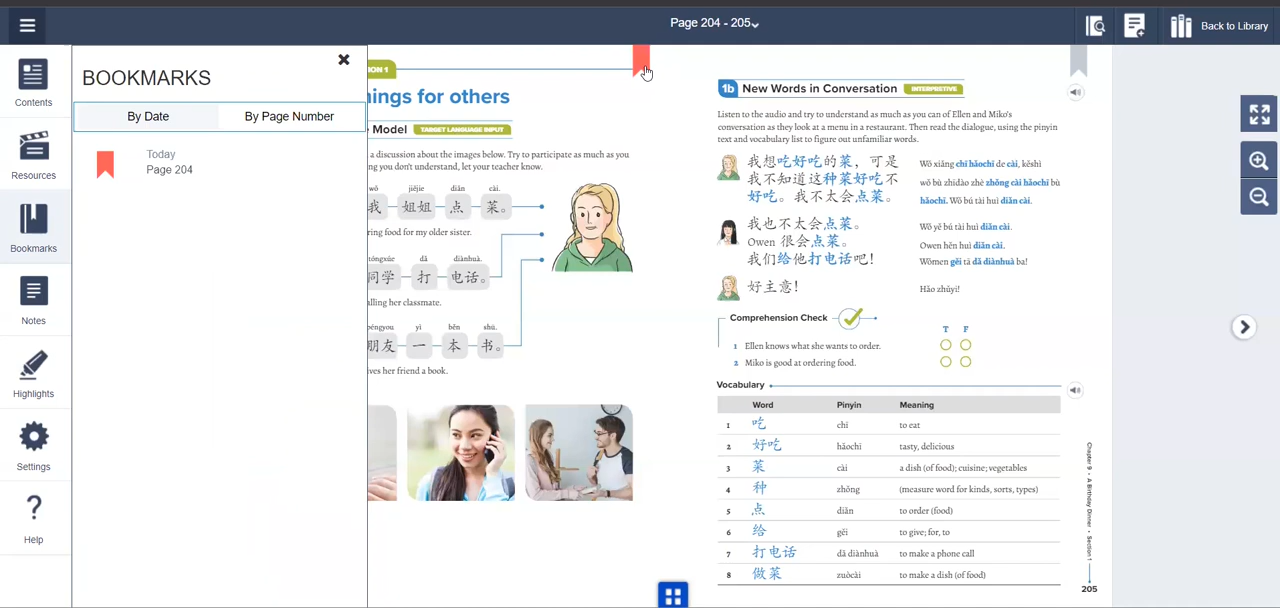 Page 204 - 205
Back to Library
Contents
Resources
Bookmarks
Notes
Highlights
Settings
Help
BOOKMARKS
By Date
By Page Number
Today
Page 204
ION 1
ings for others
Model TARGET LANGUAGE INPUT
a discussion about the images below. Try to participate as much as you
ng you don't understand, let your teacher know.
wǒ jiějie diǎn cài.
我 姐姐 点 菜。
ring food for my older sister.
óngxué dǎ diànhuà.
同学 打 电话。
lling her classmate.
péngyou yì běn shū.
朋友 一 本 书。
ives her friend a book.
1b New Words in Conversation INTERPRETIVE
Listen to the audio and try to understand as much as you can of Ellen and Miko's
conversation as they look at a menu in a restaurant. Then read the dialogue, using the pinyin
text and vocabulary list to figure out unfamiliar words.
我想吃好吃的菜，可是
我不知道这种菜好吃不
好吃。我不太会点菜。
Wǒ xiǎng chī hǎochī de cài, kěshì
wǒ bù zhīdào zhè zhǒng cài hǎochī bù
hǎochī. Wǒ bú tài huì diǎn cài.
我也不太会点菜。
Owen 很会点菜。
我们给他打电话吧！
Wǒ yě bú tài huì diǎn cài.
Owen hěn huì diǎn cài.
Wǒmen gěi tā dǎ diànhuà ba!
好主意！
Hǎo zhǔyi!
Comprehension Check
T F
1 Ellen knows what she wants to order.
2 Miko is good at ordering food.
Vocabulary
Word Pinyin Meaning
1 吃 chī to eat
2 好吃 hǎochī tasty, delicious
3 菜 cài a dish (of food); cuisine; vegetables
4 种 zhǒng (measure word for kinds, sorts, types)
5 点 diǎn to order (food)
6 给 gěi to give; for, to
7 打电话 dǎ diànhuà to make a phone call
8 做菜 zuòcài to make a dish (of food)
Chapter 9 • A Birthday Dinner • Section 1
205